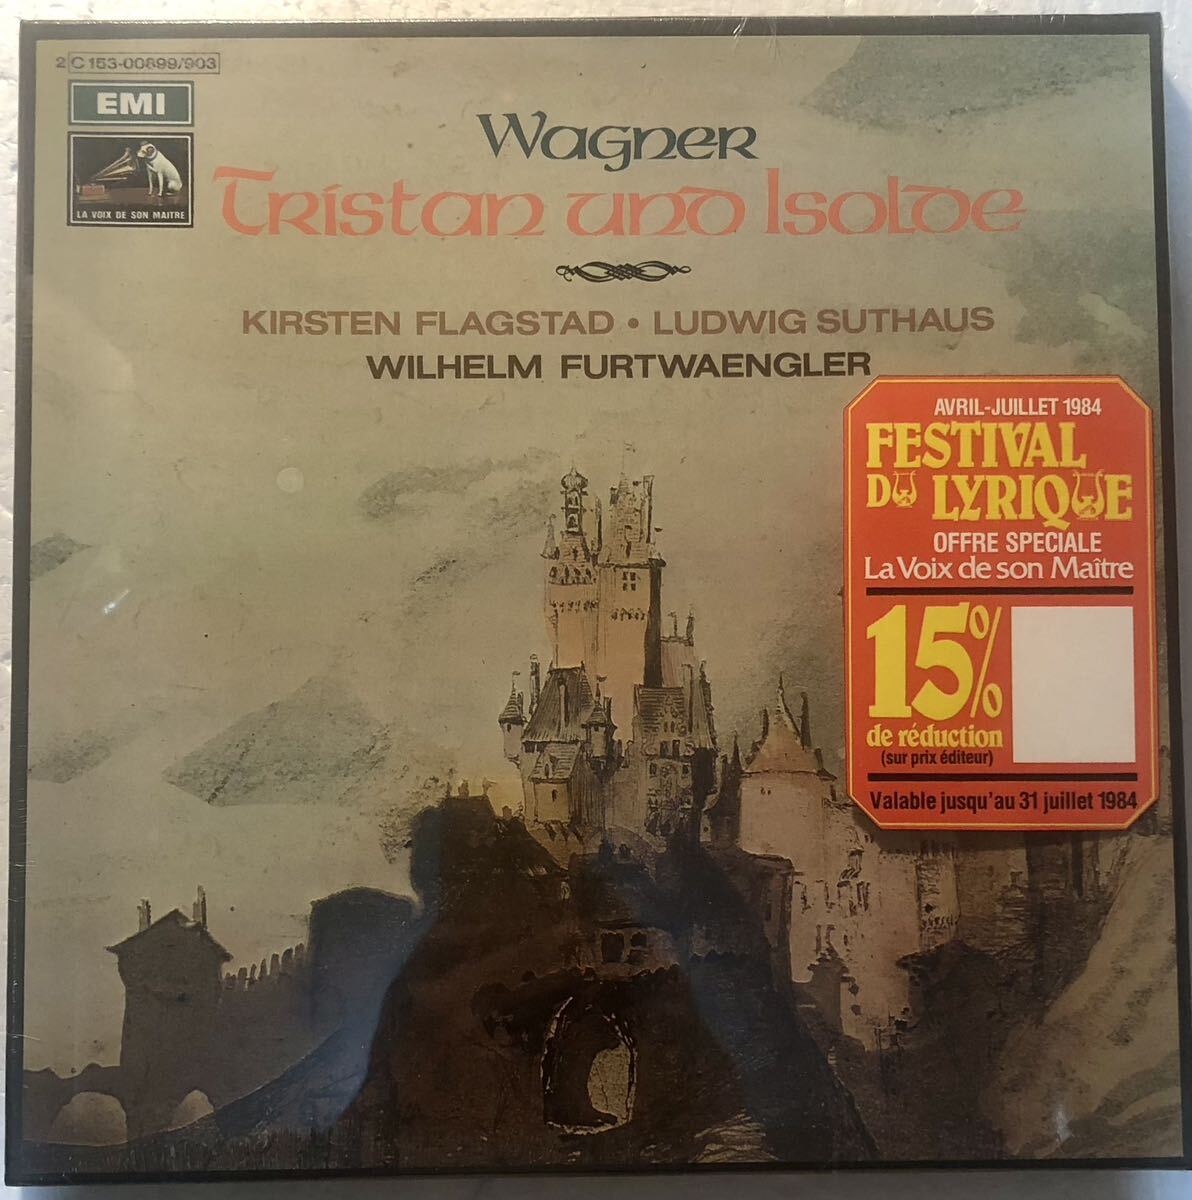 2 C 153-00899/903
EMI
LA VOIX DE SON MAITRE
Wagner
Tristan und Isolde
KIRSTEN FLAGSTAD • LUDWIG SUTHAUS
WILHELM FURTWAENGLER
AVRIL-JUILLET 1984
FESTIVAL
DU LYRIQUE
OFFRE SPECIALE
La Voix de son Maître
15%
de réduction
(sur prix éditeur)
Valable jusqu'au 31 juillet 1984